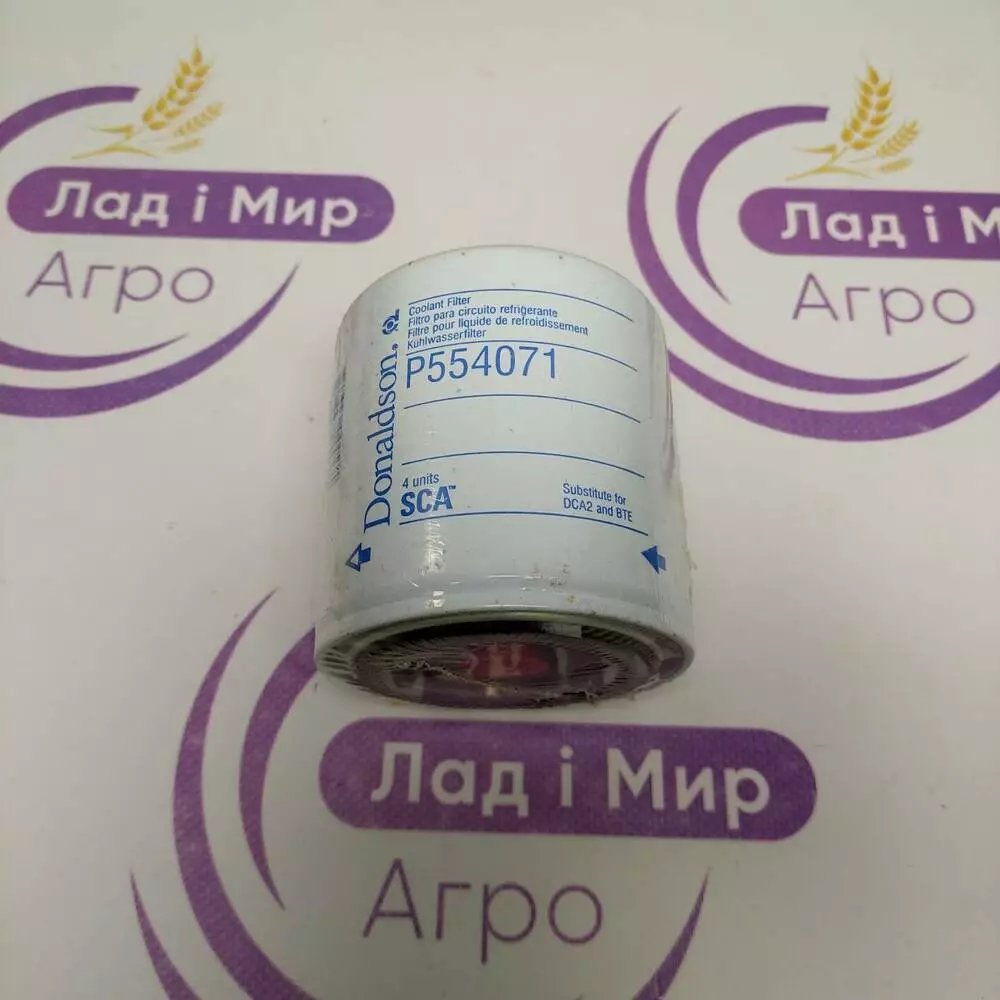 Лад і Мир
Агро
Лад і М
Агро
Coolant Filter
Filtro para circuito refrigerante
Filtre pour liquide de refroidissement
Kühlwasserfilter
Donaldson.
P554071
4 units
SCA™
Substitute for
DCA2 and BTE
Лад і Мир
Агро